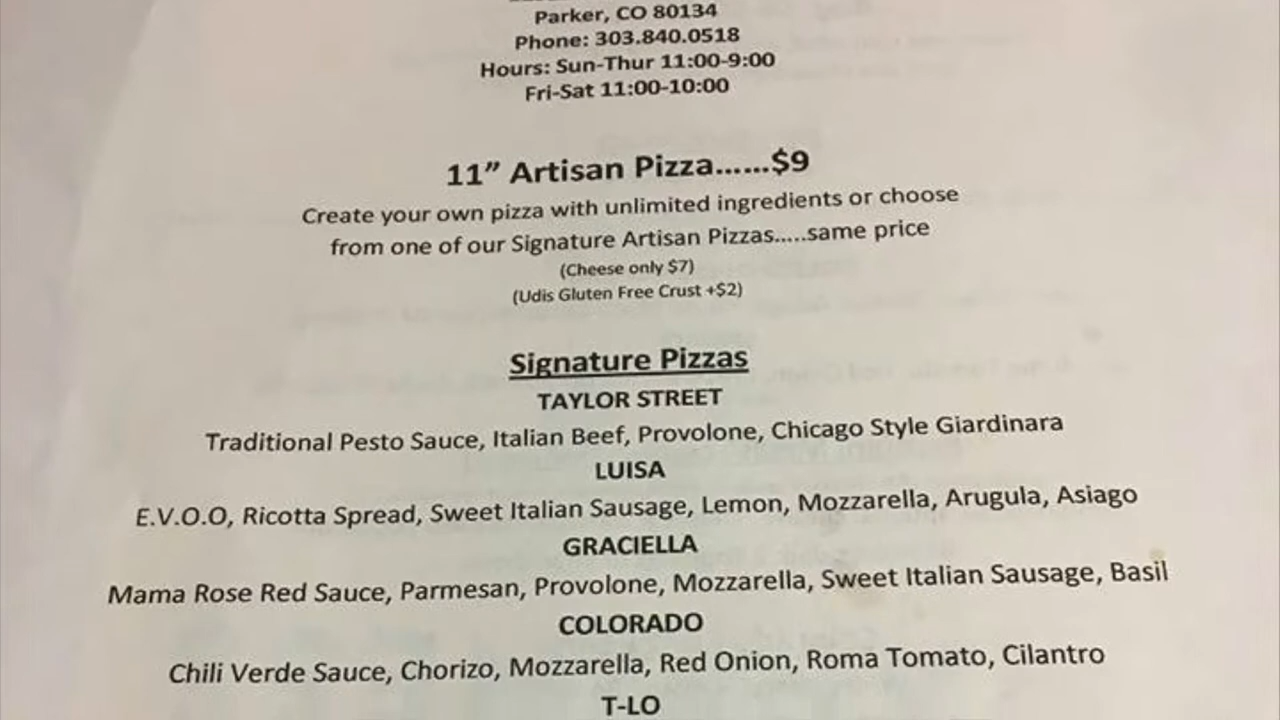 Parker, CO 80134
Phone: 303.840.0518
Hours: Sun-Thur 11:00-9:00
Fri-Sat 11:00-10:00
11” Artisan Pizza......$9
Create your own pizza with unlimited ingredients or choose
from one of our Signature Artisan Pizzas.....same price
(Cheese only $7)
(Udis Gluten Free Crust +$2)
Signature Pizzas
TAYLOR STREET
Traditional Pesto Sauce, Italian Beef, Provolone, Chicago Style Giardinara
LUISA
E.V.O.O, Ricotta Spread, Sweet Italian Sausage, Lemon, Mozzarella, Arugula, Asiago
GRACIELLA
Mama Rose Red Sauce, Parmesan, Provolone, Mozzarella, Sweet Italian Sausage, Basil
COLORADO
Chili Verde Sauce, Chorizo, Mozzarella, Red Onion, Roma Tomato, Cilantro
T-LO